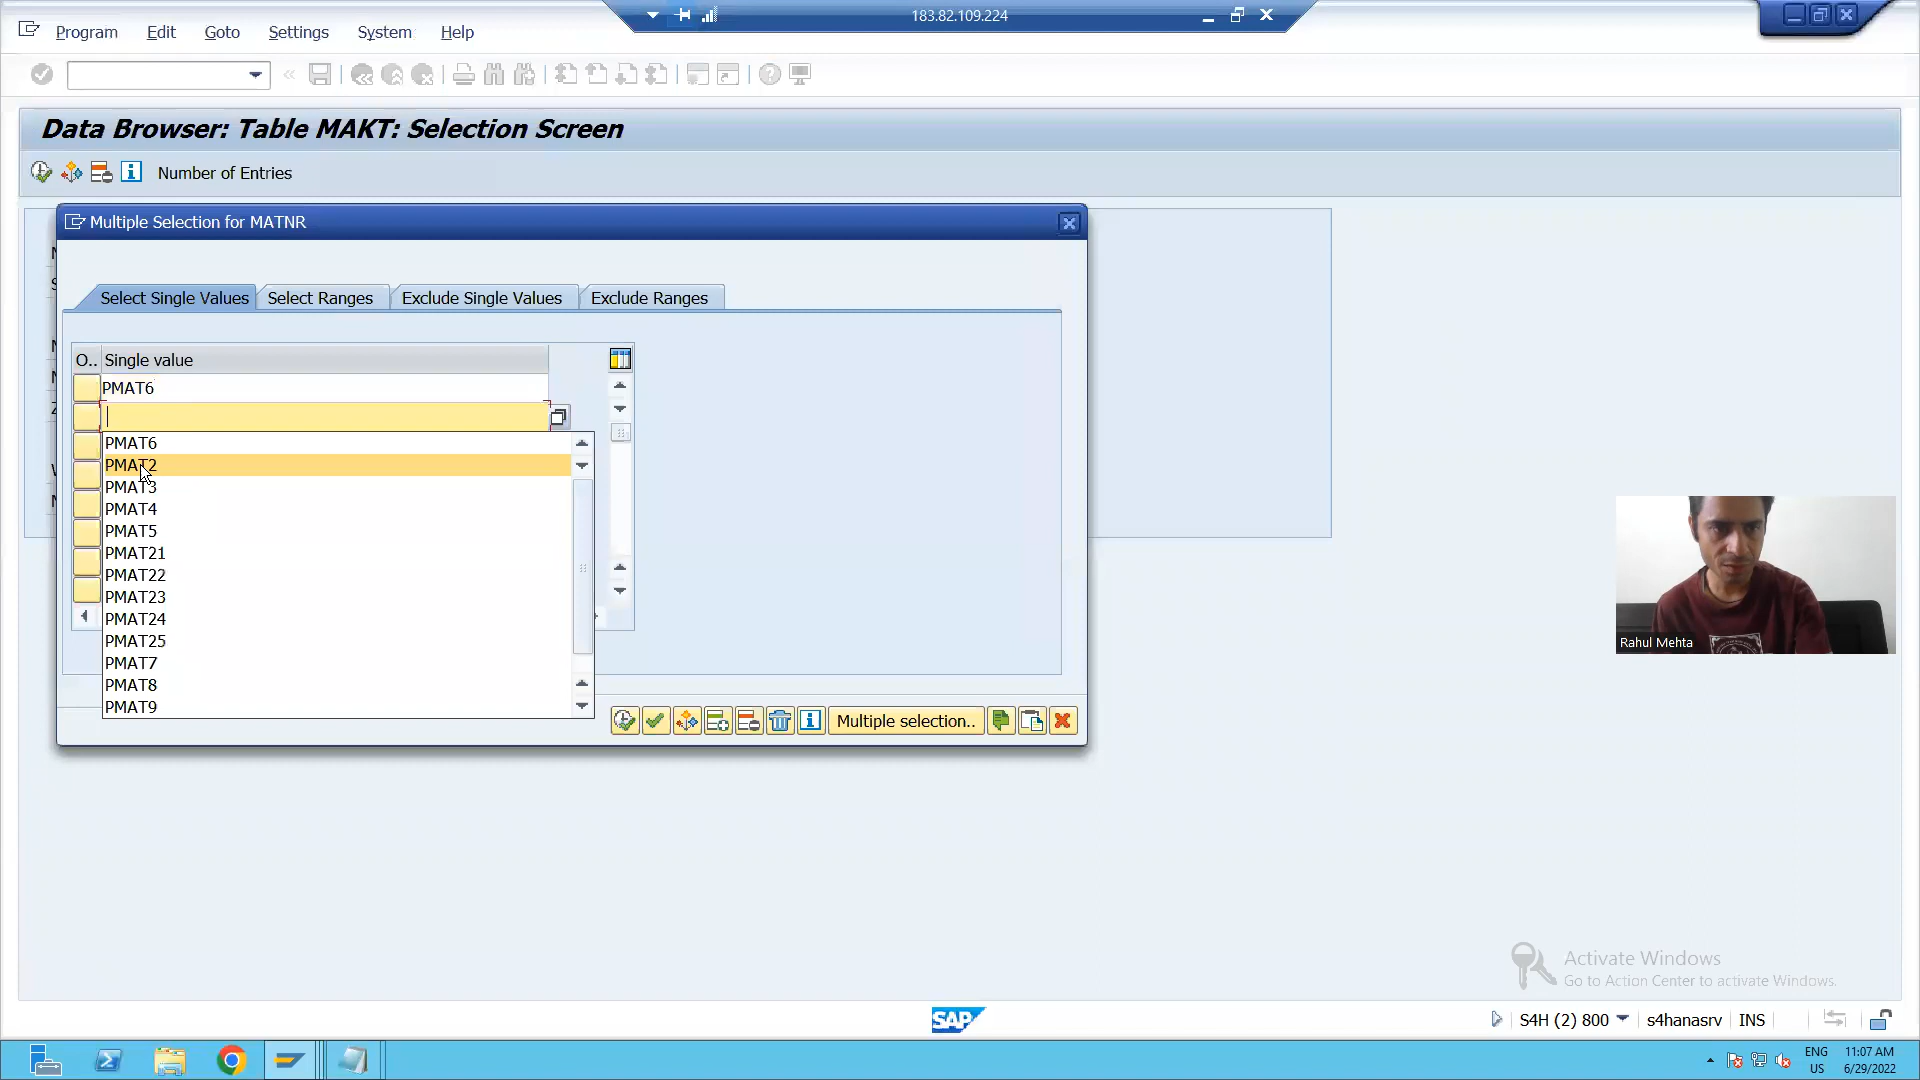 183.82.109.224
Program Edit Goto Settings System Help
Data Browser: Table MAKT: Selection Screen
Number of Entries
Multiple Selection for MATNR
Select Single Values Select Ranges Exclude Single Values Exclude Ranges
O.. Single value
PMAT6
PMAT6
PMAT2
PMAT3
PMAT4
PMAT5
PMAT21
PMAT22
PMAT23
PMAT24
PMAT25
PMAT7
PMAT8
PMAT9
Multiple selection..
Rahul Mehta
Activate Windows
Go to Action Center to activate Windows.
SAP
S4H (2) 800 s4hanasrv INS
ENG 11:07 AM
US 6/29/2022